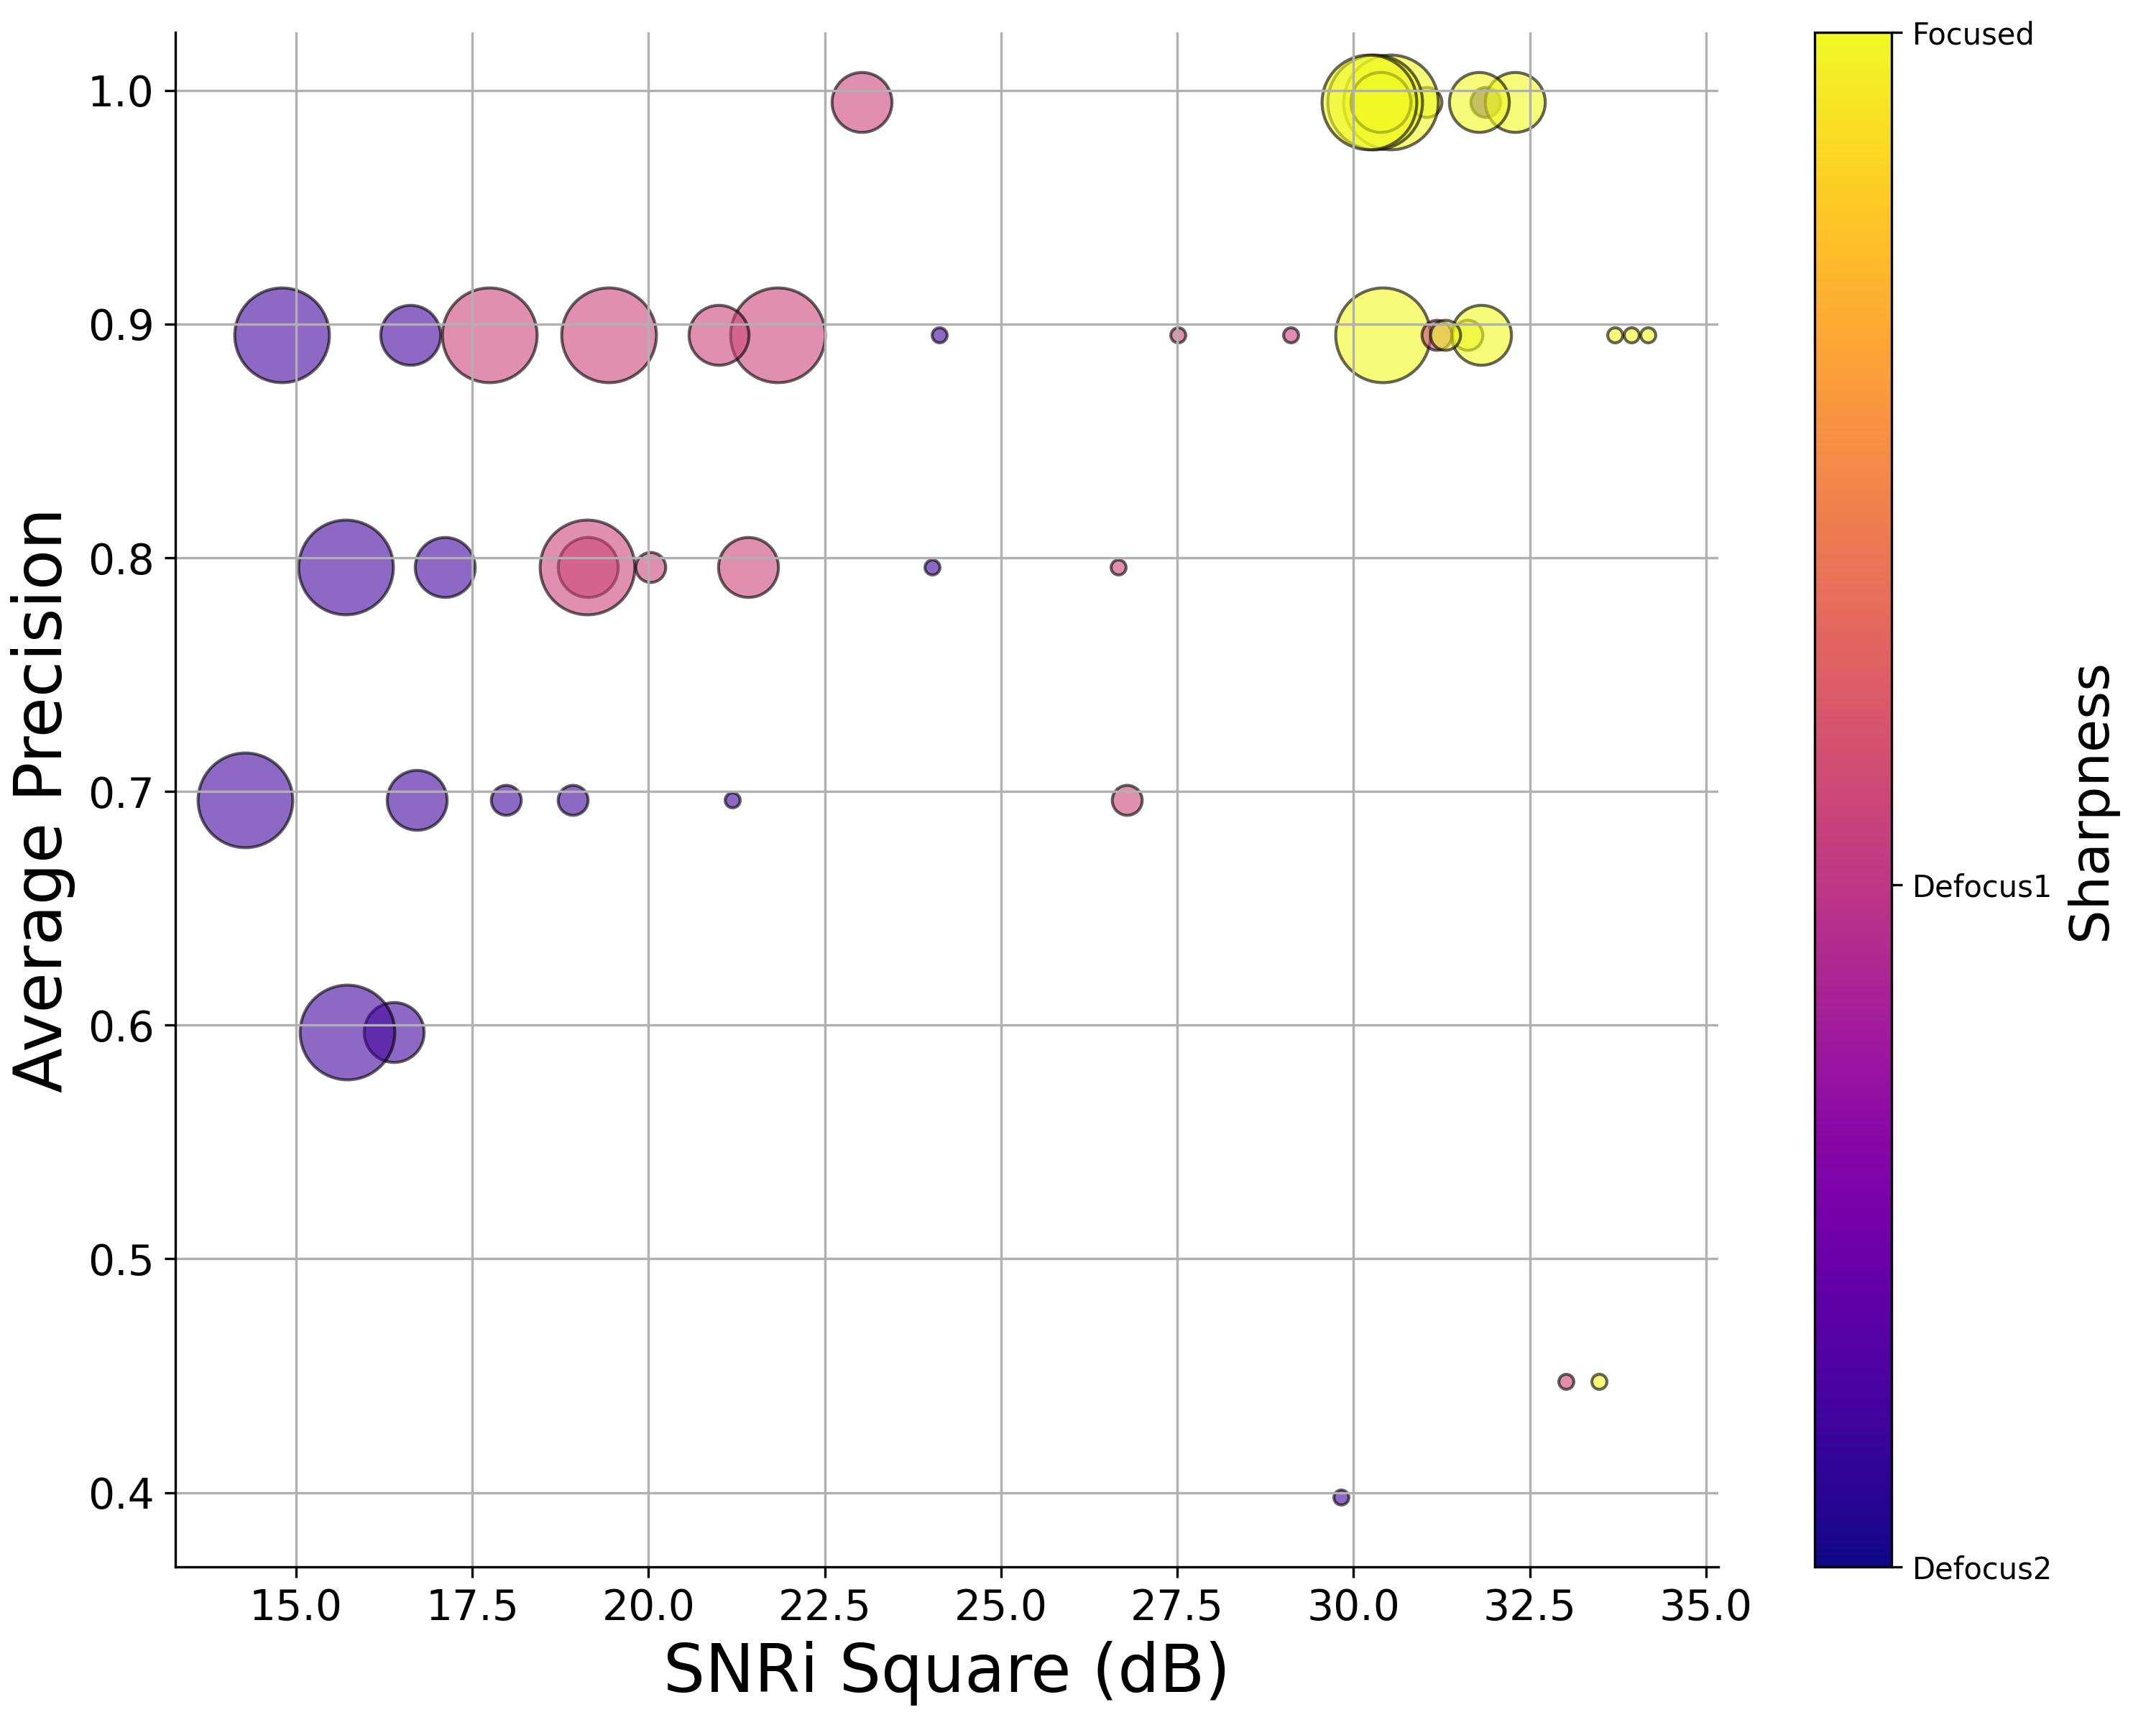 1.0
0.9
0.8
0.7
0.6
0.5
0.4
Average Precision
15.0 17.5 20.0 22.5 25.0 27.5 30.0 32.5 35.0
SNRi Square (dB)
Focused
Defocus1
Defocus2
Sharpness